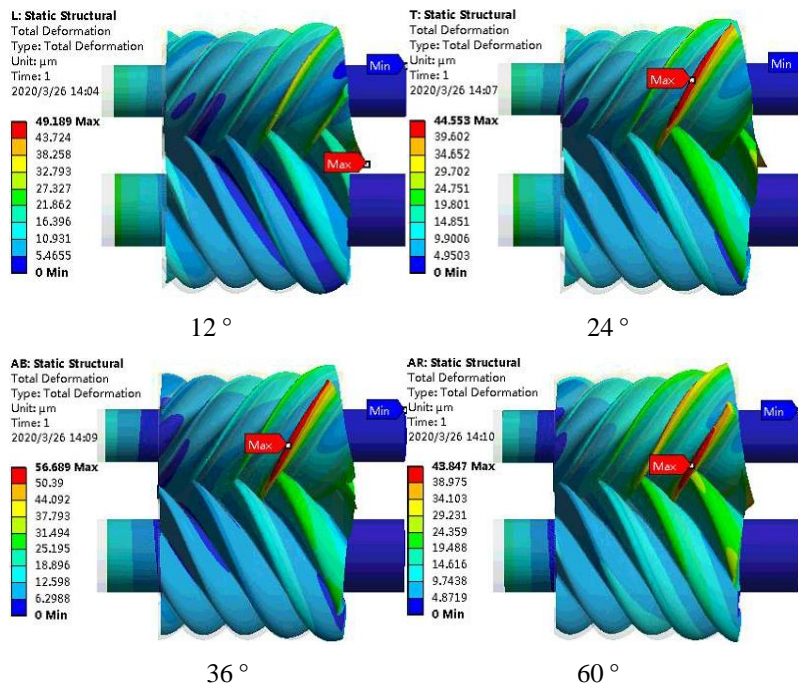 L: Static Structural
Total Deformation
Type: Total Deformation
Unit: µm
Time: 1
2020/3/26 14:04
49.189 Max
43.724
38.258
32.793
27.327
21.862
16.396
10.931
5.4655
0 Min
Min
Max
12 °
T: Static Structural
Total Deformation
Type: Total Deformation
Unit: µm
Time: 1
2020/3/26 14:07
44.553 Max
39.602
34.652
29.702
24.751
19.801
14.851
9.9006
4.9503
0 Min
Max
Min
24 °
AB: Static Structural
Total Deformation
Type: Total Deformation
Unit: µm
Time: 1
2020/3/26 14:09
56.689 Max
50.39
44.092
37.793
31.494
25.195
18.896
12.598
6.2988
0 Min
Min
Max
36 °
AR: Static Structural
Total Deformation
Type: Total Deformation
Unit: µm
Time: 1
2020/3/26 14:10
43.847 Max
38.975
34.103
29.231
24.359
19.488
14.616
9.7438
4.8719
0 Min
Min
Max
60 °